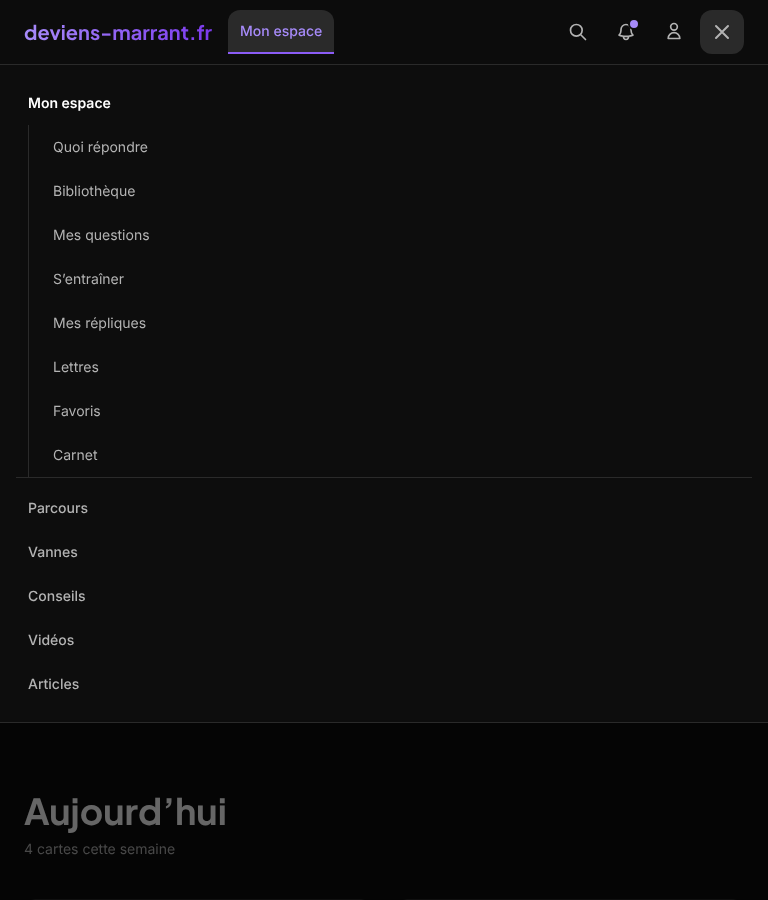 deviens-marrant.fr
Mon espace
Mon espace
Quoi répondre
Bibliothèque
Mes questions
S’entraîner
Mes répliques
Lettres
Favoris
Carnet
Parcours
Vannes
Conseils
Vidéos
Articles
Aujourd’hui
4 cartes cette semaine